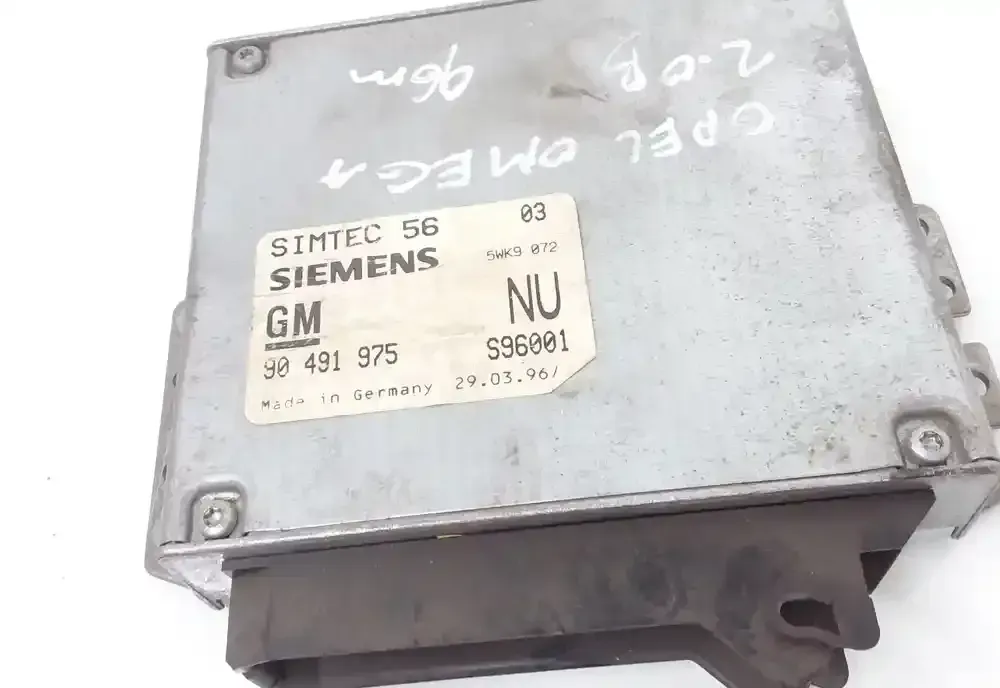 OPEL OMEGA
2.0B 96m
SIMTEC 56 03
SIEMENS 5WK9 072
GM NU
90 491 975 S96001
Made in Germany 29.03.96/